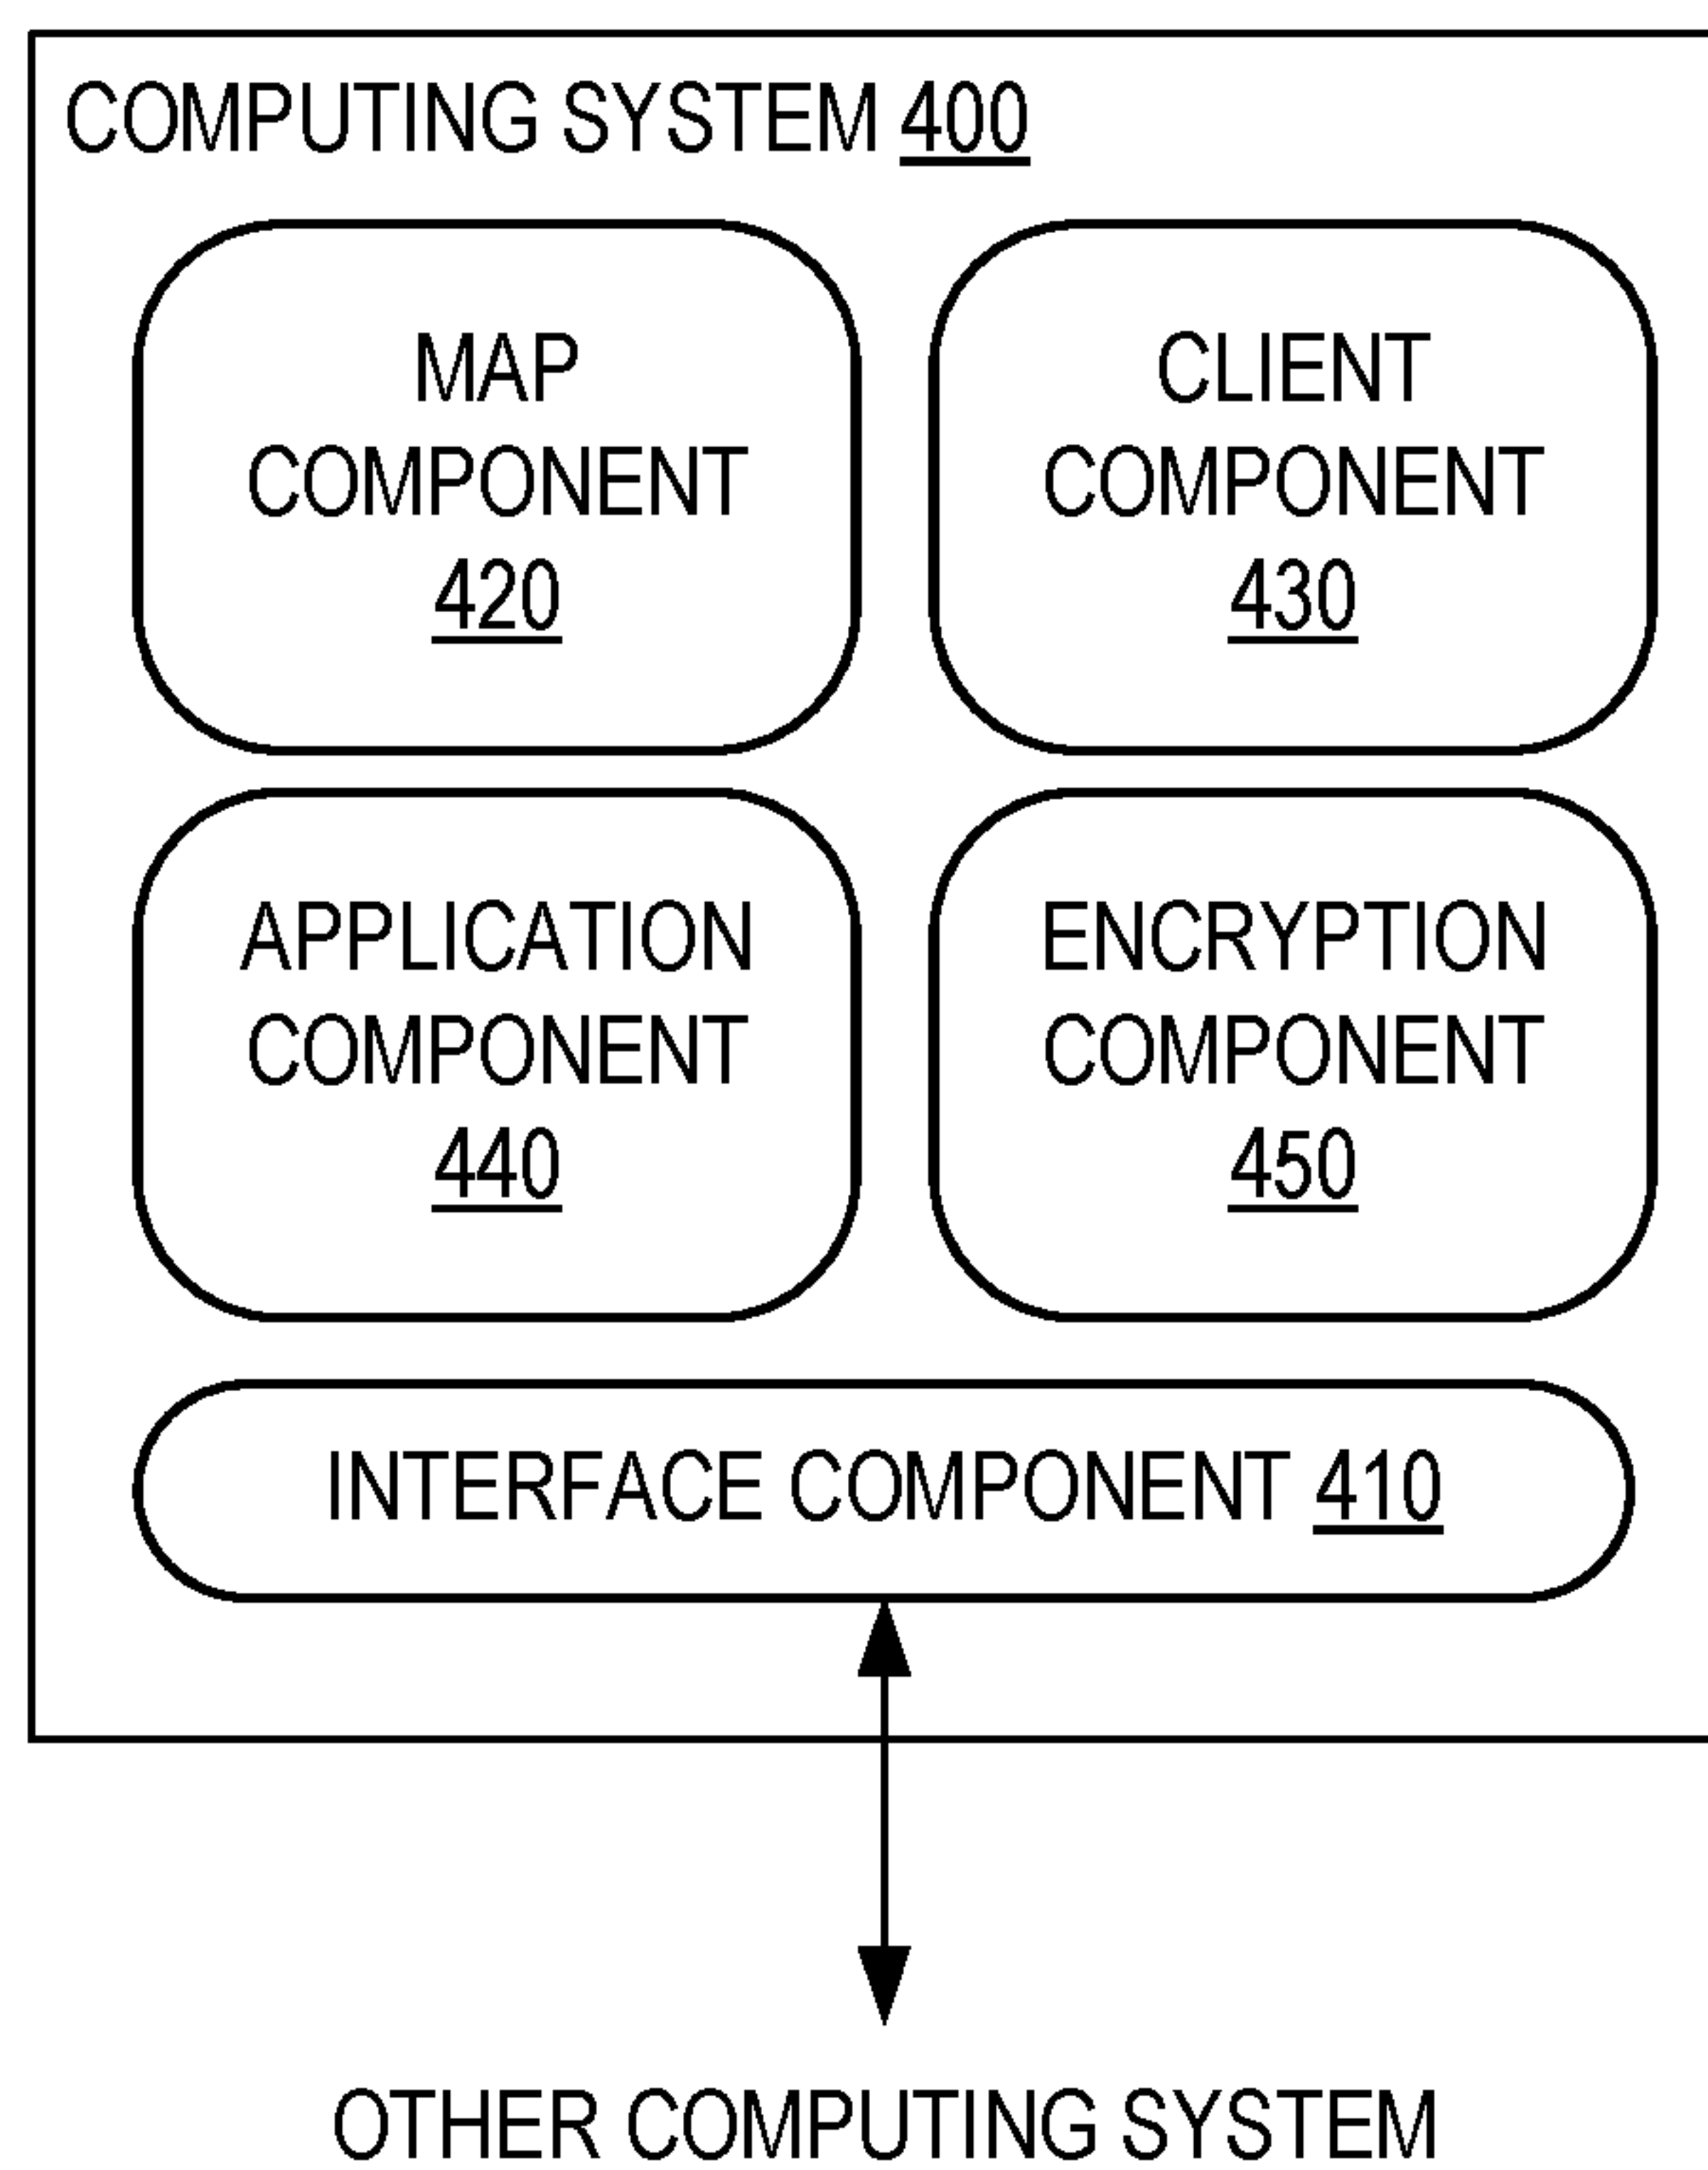 COMPUTING SYSTEM 400
MAP
COMPONENT
420
CLIENT
COMPONENT
430
APPLICATION
COMPONENT
440
ENCRYPTION
COMPONENT
450
INTERFACE COMPONENT 410
OTHER COMPUTING SYSTEM